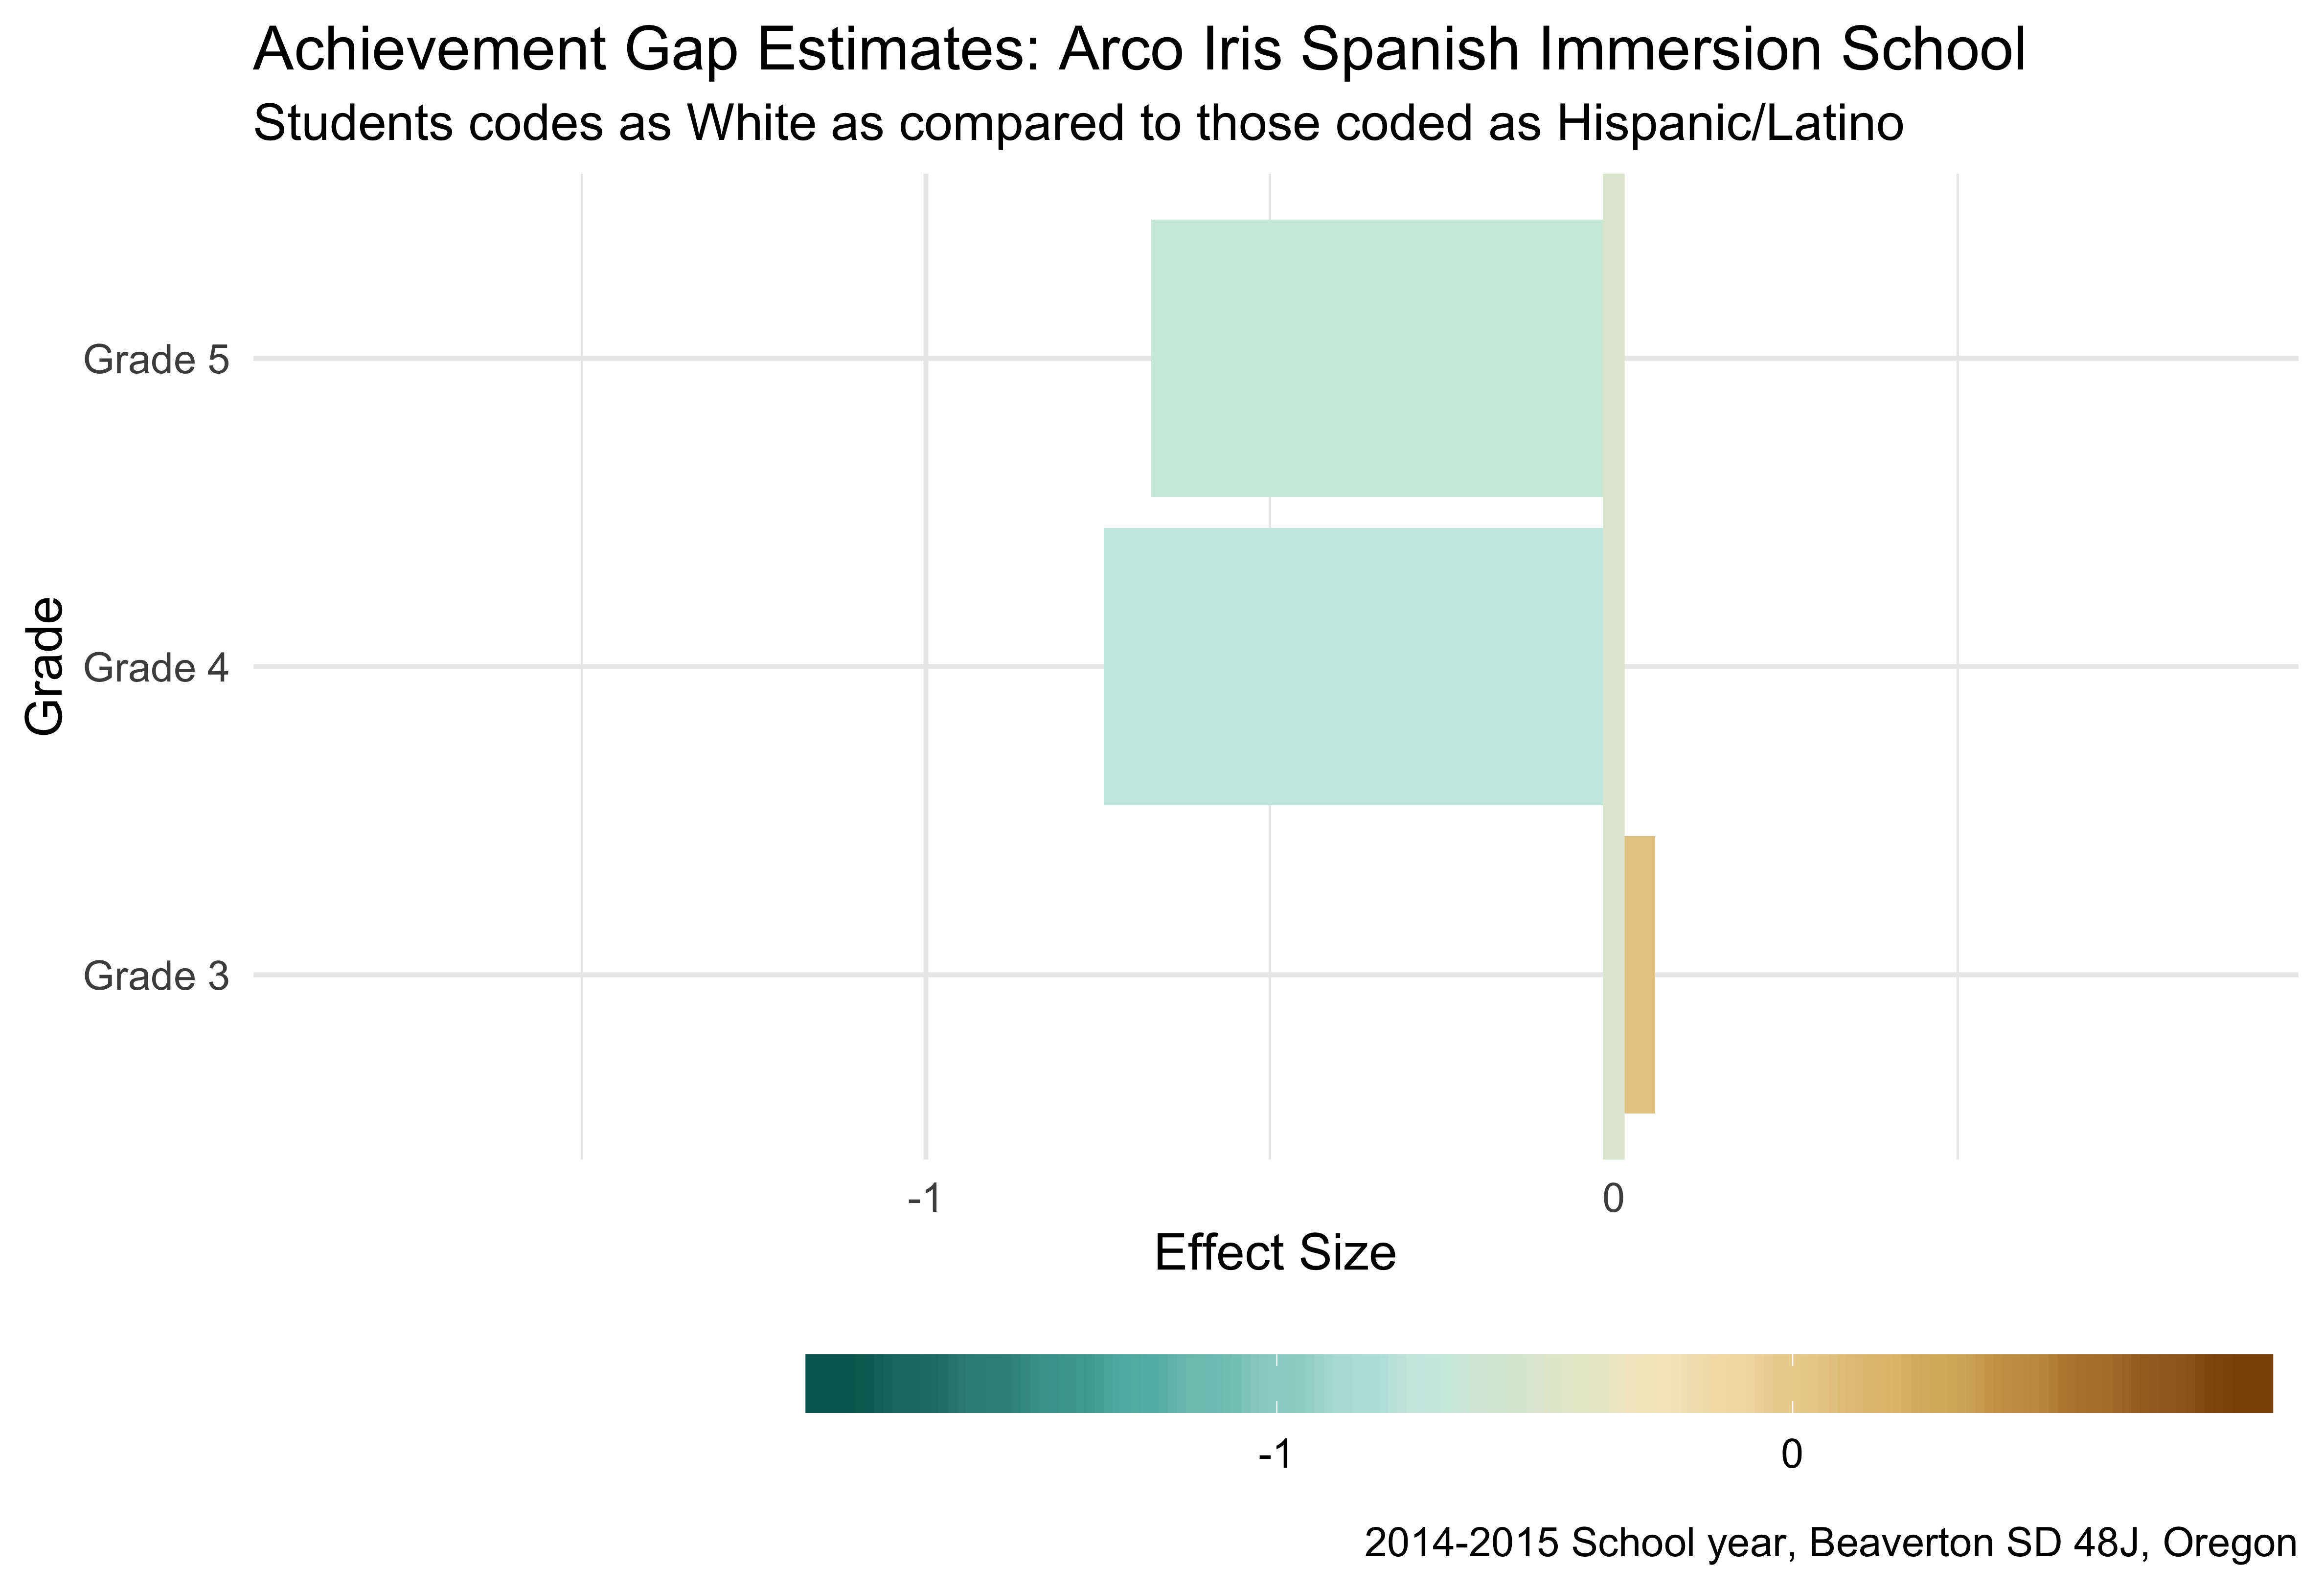 Achievement Gap Estimates: Arco Iris Spanish Immersion School
Students codes as White as compared to those coded as Hispanic/Latino
Grade 5
Grade 4
Grade 3
Grade
-1
0
Effect Size
-1
0
2014-2015 School year, Beaverton SD 48J, Oregon